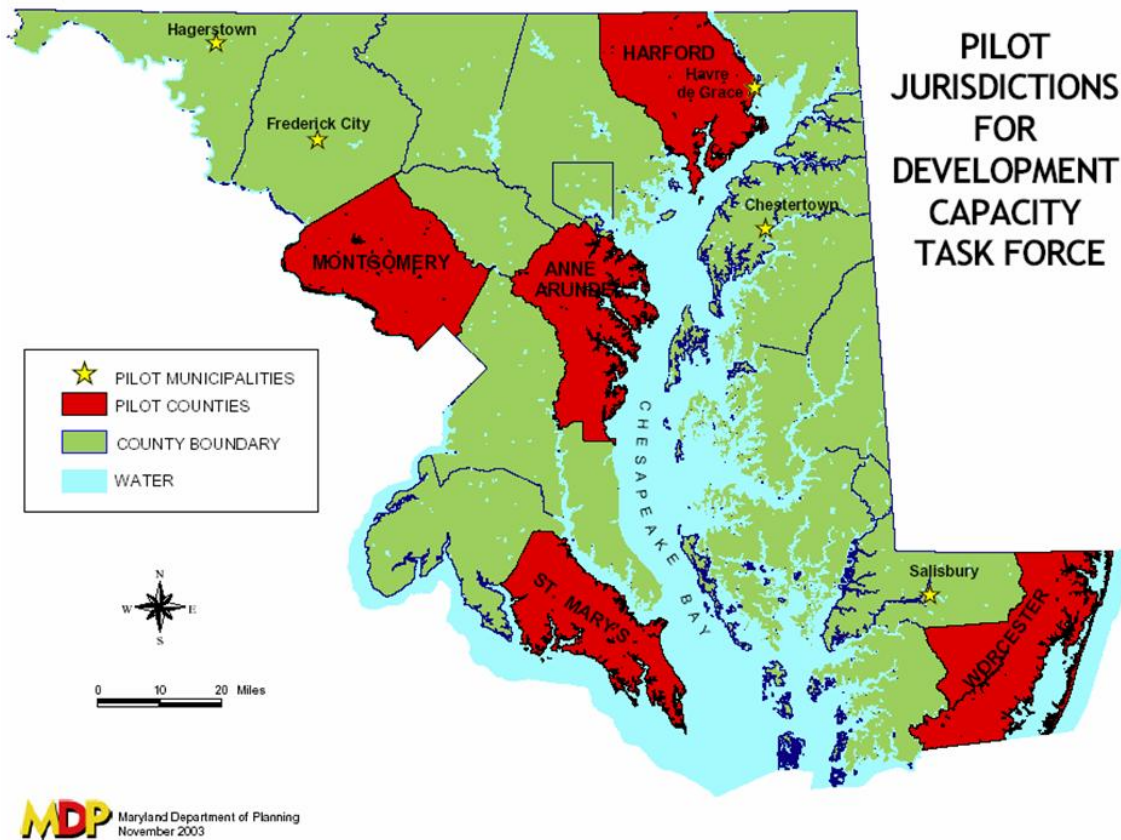 PILOT
JURISDICTIONS
FOR
DEVELOPMENT
CAPACITY
TASK FORCE
Hagerstown
HARFORD
Havre
de Grace
Frederick City
Chestertown
MONTGOMERY
ANNE
ARUNDEL
PILOT MUNICIPALITIES
PILOT COUNTIES
COUNTY BOUNDARY
WATER
CHESAPEAKE BAY
Salisbury
ST. MARY'S
WORCESTER
N
W E
S
0 10 20 Miles
MDP Maryland Department of Planning
November 2003